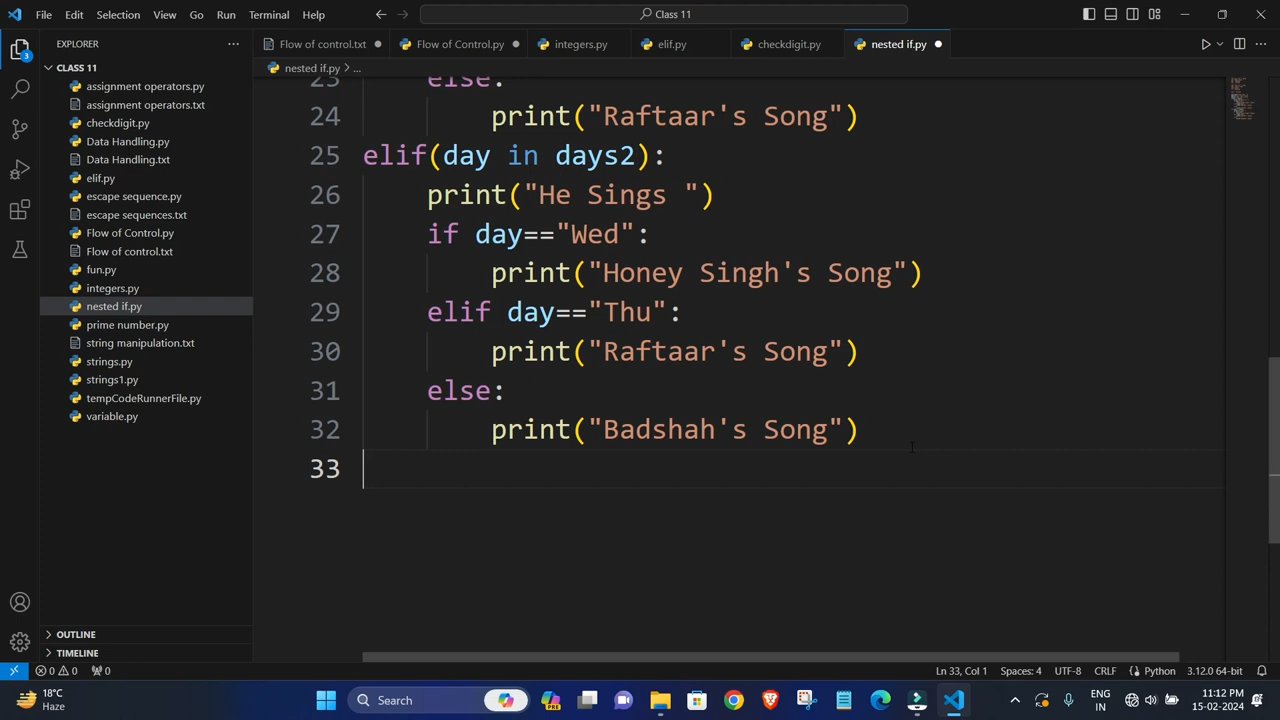 File Edit Selection View Go Run Terminal Help
Class 11
EXPLORER
Flow of control.txt
Flow of Control.py
integers.py
elif.py
checkdigit.py
nested if.py
nested if.py > ...
CLASS 11
assignment operators.py
assignment operators.txt
checkdigit.py
Data Handling.py
Data Handling.txt
elif.py
escape sequence.py
escape sequences.txt
Flow of Control.py
Flow of control.txt
fun.py
integers.py
nested if.py
prime number.py
string manipulation.txt
strings.py
strings1.py
tempCodeRunnerFile.py
variable.py
OUTLINE
TIMELINE
3
23 else:
24 print("Raftaar's Song")
25 elif(day in days2):
26 print("He Sings ")
27 if day=="Wed":
28 print("Honey Singh's Song")
29 elif day=="Thu":
30 print("Raftaar's Song")
31 else:
32 print("Badshah's Song")
33
0 0 0
Ln 33, Col 1 Spaces: 4 UTF-8 CRLF Python 3.12.0 64-bit
18°C
Haze
Search
PRE
ENG
IN
11:12 PM
15-02-2024